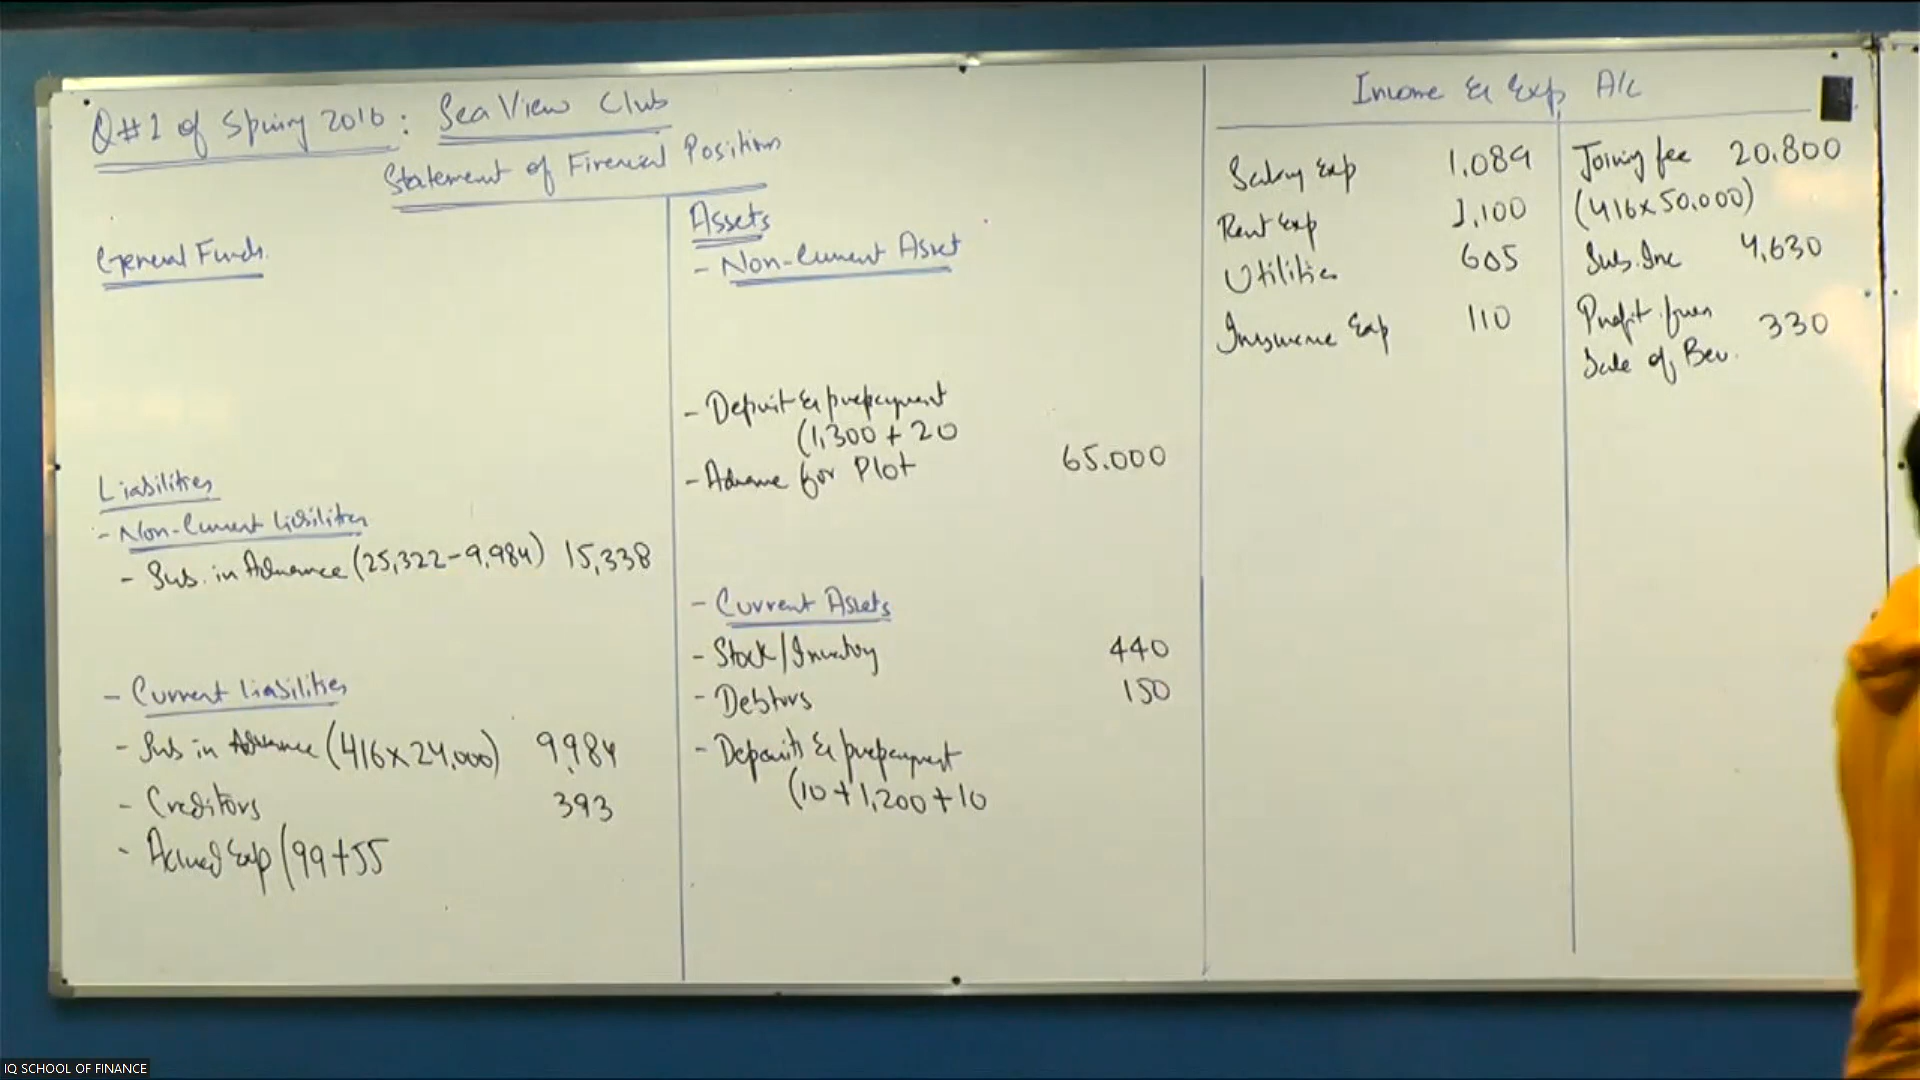 Q#1 of Spring 2016: Sea View Club
Statement of Financial Position
General Funds.
Liabilities
- Non-Current Liabilities
- Sub. in Advance (25,322-9,984) 15,338
- Current Liabilities
- Sub in Advance (416x24,000) 9,984
- Creditors 393
- Accrued Exp (99+55
Assets
- Non-Current Asset
- Deposit & prepayment
(1,300+20
- Advance for Plot 65,000
- Current Assets
- Stock/Inventory 440
- Debtors 150
- Deposits & prepayment
(10+1,200+10
Income & Exp A/c
Salary Exp 1,089
Rent Exp 1,100
Utilities 605
Insurance Exp 110
Joining fee 20,800
(416x50,000)
Sub. Inc 4,630
Profit from
Sale of Bev. 330
IQ SCHOOL OF FINANCE